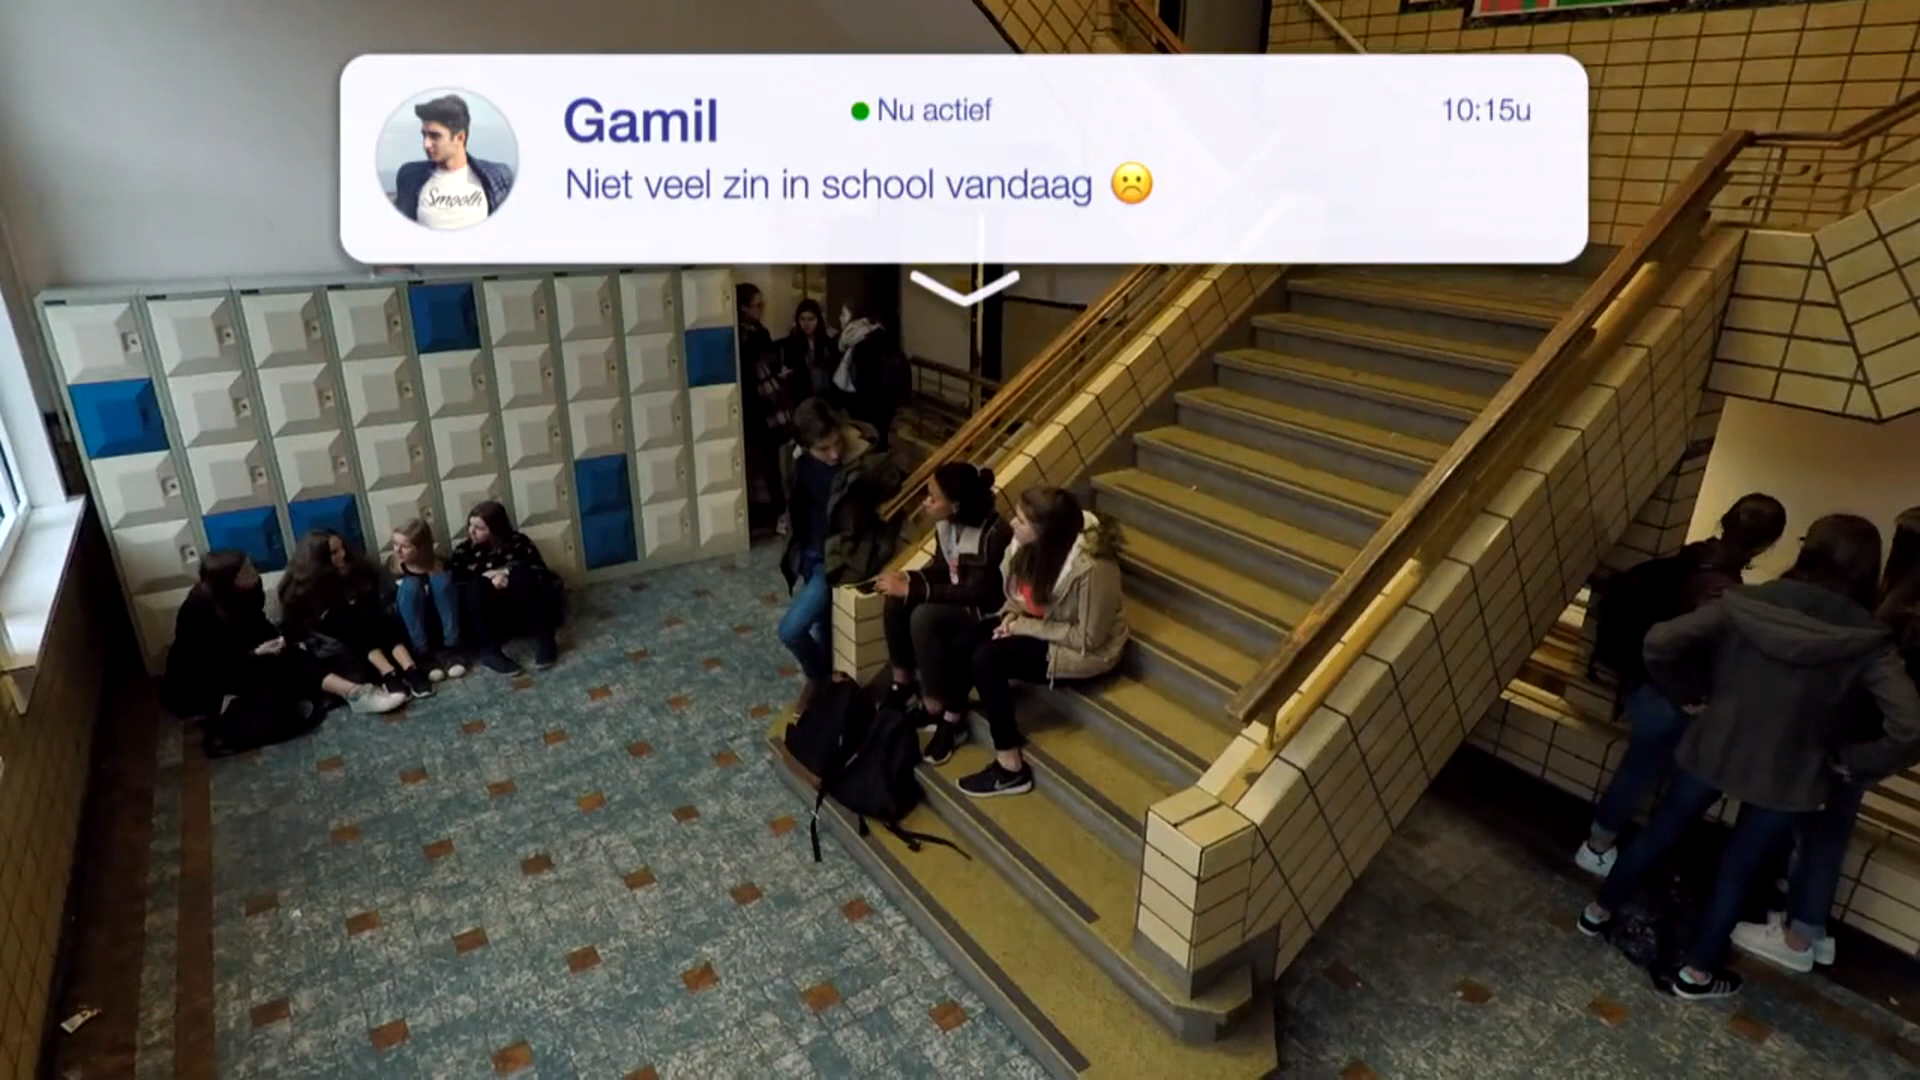 Gamil
Nu actief
10:15u
Niet veel zin in school vandaag ☹️
Smooth